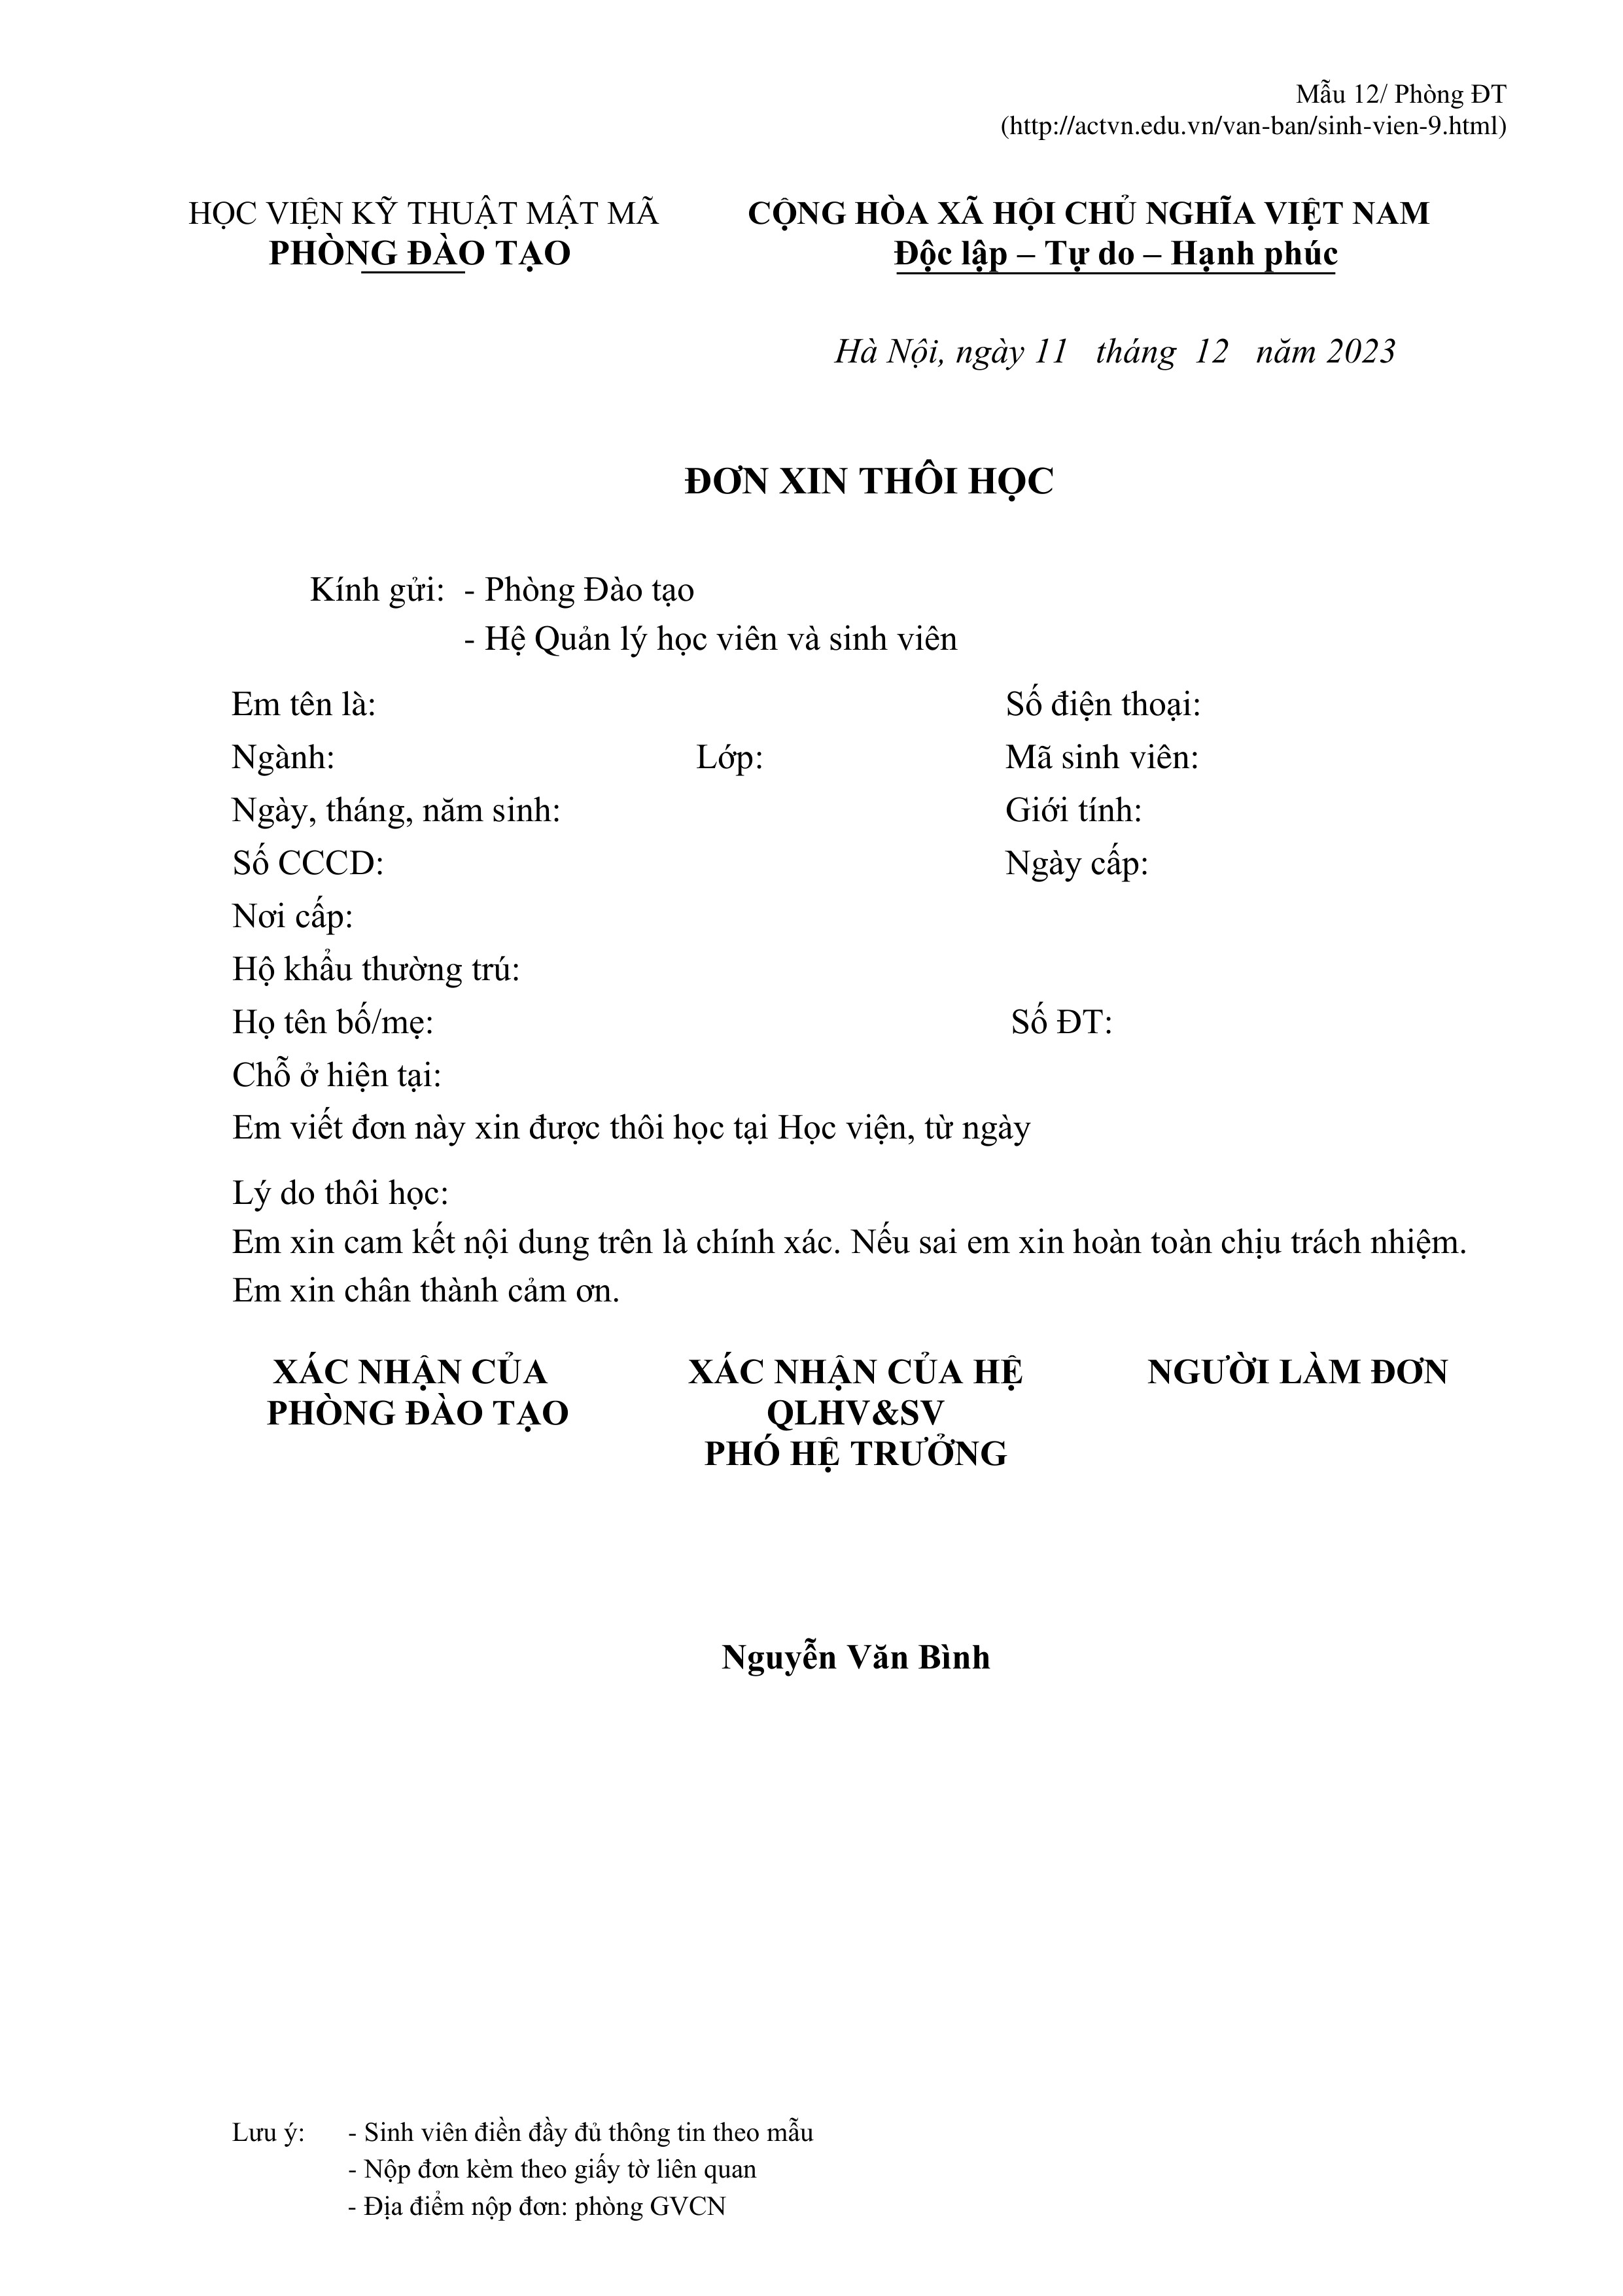 Mẫu 12/ Phòng ĐT
(http://actvn.edu.vn/van-ban/sinh-vien-9.html)
HỌC VIỆN KỸ THUẬT MẬT MÃ
PHÒNG ĐÀO TẠO
CỘNG HÒA XÃ HỘI CHỦ NGHĨA VIỆT NAM
Độc lập – Tự do – Hạnh phúc
Hà Nội, ngày 11 tháng 12 năm 2023
ĐƠN XIN THÔI HỌC
Kính gửi: - Phòng Đào tạo
- Hệ Quản lý học viên và sinh viên
Em tên là: Số điện thoại:
Ngành: Lớp: Mã sinh viên:
Ngày, tháng, năm sinh: Giới tính:
Số CCCD: Ngày cấp:
Nơi cấp:
Hộ khẩu thường trú:
Họ tên bố/mẹ: Số ĐT:
Chỗ ở hiện tại:
Em viết đơn này xin được thôi học tại Học viện, từ ngày
Lý do thôi học:
Em xin cam kết nội dung trên là chính xác. Nếu sai em xin hoàn toàn chịu trách nhiệm.
Em xin chân thành cảm ơn.
XÁC NHẬN CỦA
PHÒNG ĐÀO TẠO
XÁC NHẬN CỦA HỆ
QLHV&SV
PHÓ HỆ TRƯỞNG
NGƯỜI LÀM ĐƠN
Nguyễn Văn Bình
Lưu ý: - Sinh viên điền đầy đủ thông tin theo mẫu
- Nộp đơn kèm theo giấy tờ liên quan
- Địa điểm nộp đơn: phòng GVCN